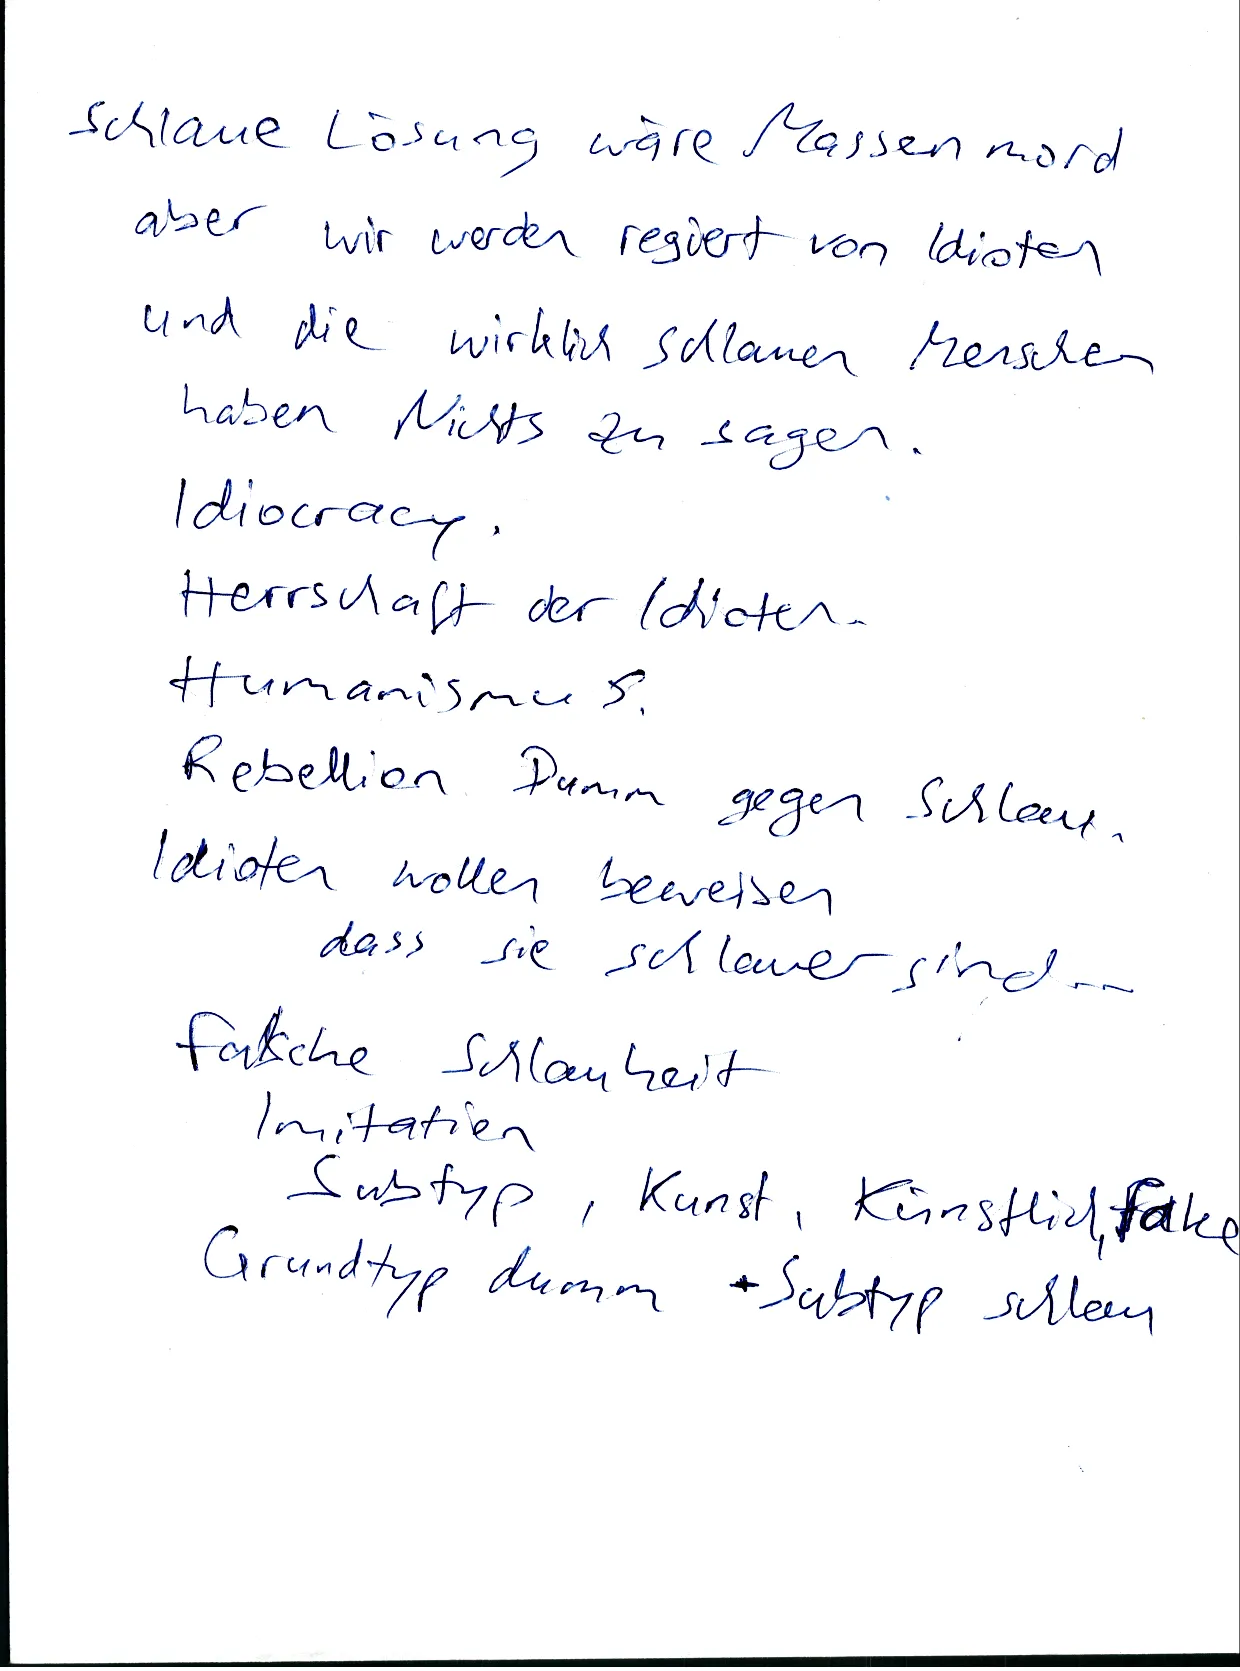 schlaue Lösung wäre Massenmord
aber wir werden regiert von Idioten
und die wirklich schlauen Menschen
haben Nichts zu sagen.
Idiocracy.
Herrschaft der Idioten.
Humanismus.
Rebellion Dumm gegen Schlau.
Idioten wollen beweisen
dass sie schlauer sind...
falsche Schlauheit
Imitation
Subtyp, Kunst, Künstlich, fake
Grundtyp dumm + Subtyp schlau